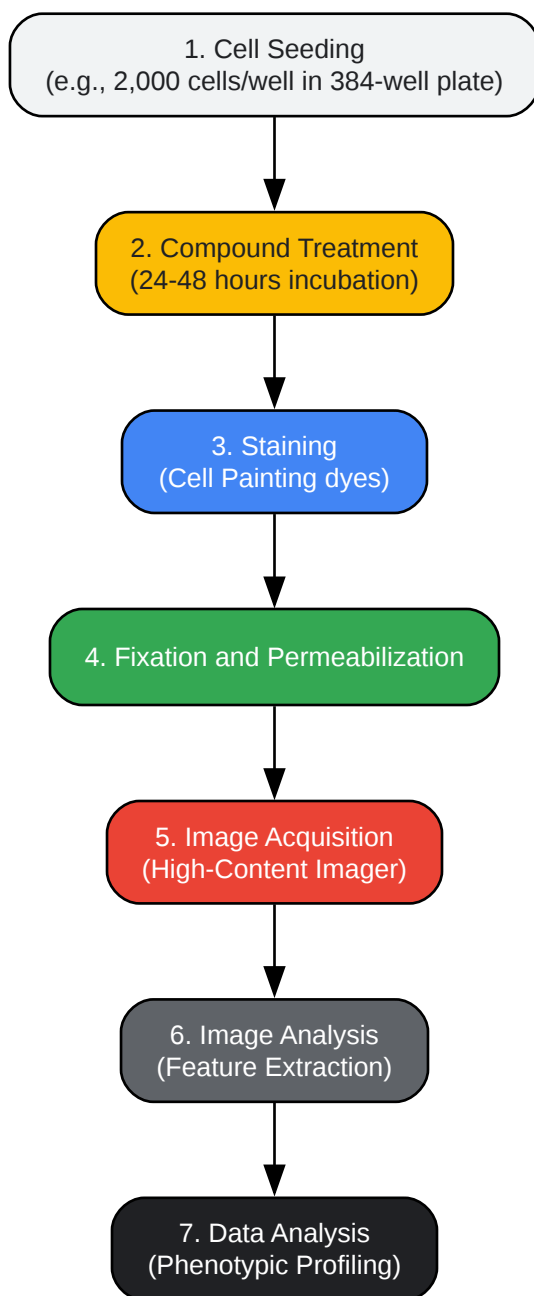 1. Cell Seeding
(e.g., 2,000 cells/well in 384-well plate)
2. Compound Treatment
(24-48 hours incubation)
3. Staining
(Cell Painting dyes)
4. Fixation and Permeabilization
5. Image Acquisition
(High-Content Imager)
6. Image Analysis
(Feature Extraction)
7. Data Analysis
(Phenotypic Profiling)